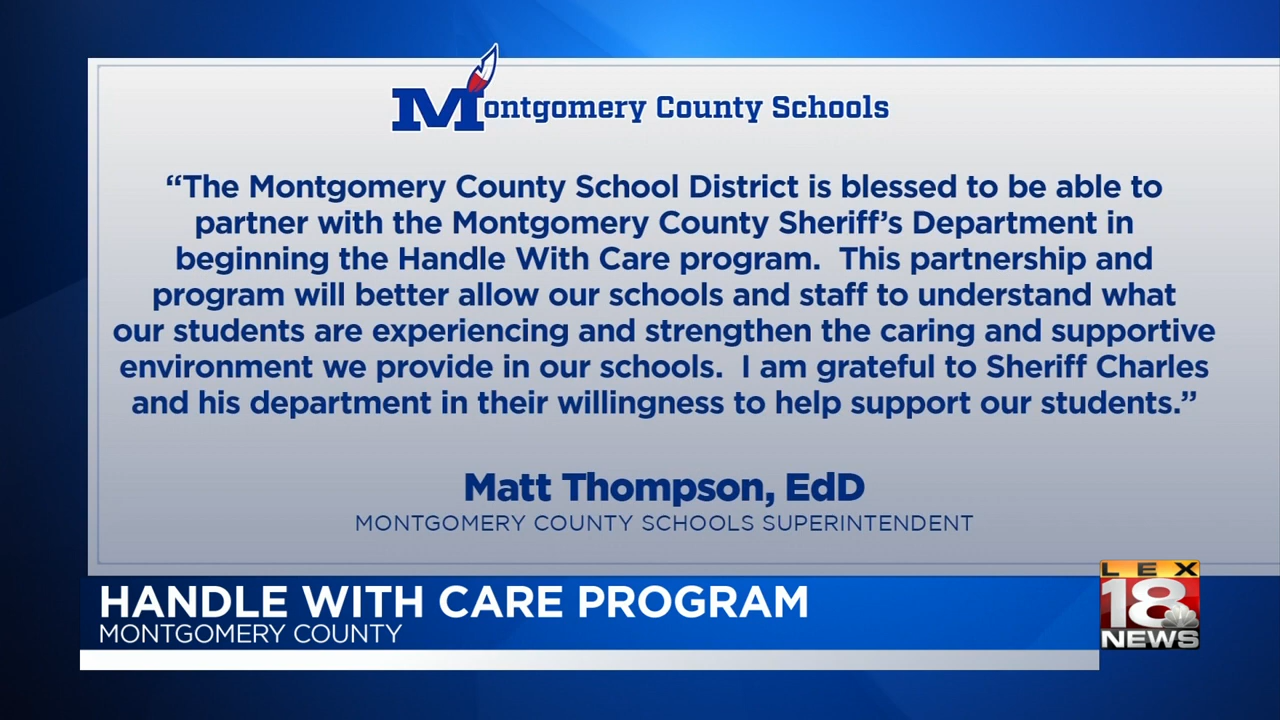 Montgomery County Schools
“The Montgomery County School District is blessed to be able to
partner with the Montgomery County Sheriff’s Department in
beginning the Handle With Care program.  This partnership and
program will better allow our schools and staff to understand what
our students are experiencing and strengthen the caring and supportive
environment we provide in our schools.  I am grateful to Sheriff Charles
and his department in their willingness to help support our students.”
Matt Thompson, EdD
MONTGOMERY COUNTY SCHOOLS SUPERINTENDENT
HANDLE WITH CARE PROGRAM
MONTGOMERY COUNTY
LEX
18
NEWS